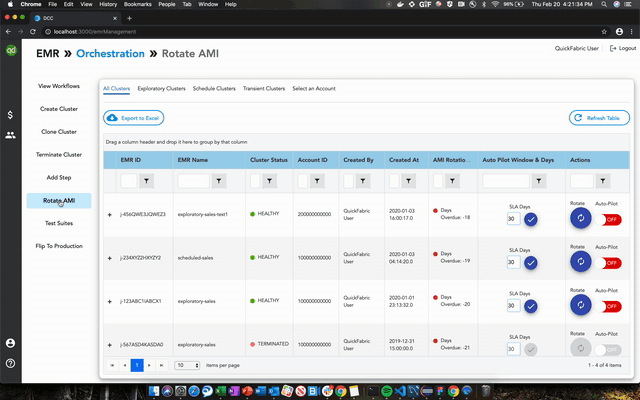 Chrome File Edit View History Bookmarks People Tab Window Help
96% Thu Feb 20 4:21:34 PM
DCC
localhost:3000/emrManagement
EMR » Orchestration » Rotate AMI
QuickFabric User Logout
View Workflows
Create Cluster
Clone Cluster
Terminate Cluster
Add Step
Rotate AMI
Test Suites
Flip To Production
All Clusters Exploratory Clusters Schedule Clusters Transient Clusters Select an Account
Export to Excel
Refresh Table
Drag a column header and drop it here to group by that column
EMR ID EMR Name Cluster Status Account ID Created By Created At AMI Rotatio... Auto Pilot Window & Days Actions
j-456QWE3JQWEZ3 exploratory-sales-test1 HEALTHY 200000000000 QuickFabric User 2020-01-03 16:00:17.0 Days Overdue: -18 SLA Days 30 Rotate Auto-Pilot OFF
scheduled-sales HEALTHY 100000000000 QuickFabric User 2020-01-03 04:14:20.0 Days Overdue: -19 SLA Days 30 Rotate Auto-Pilot OFF
exploratory-sales HEALTHY 100000000000 QuickFabric User 2020-01-01 23:13:32.0 Days Overdue: -20 SLA Days 30 Rotate Auto-Pilot OFF
j-567ASD4KASDA0 exploratory-sales TERMINATED 100000000000 QuickFabric User 2019-12-31 15:00:00.0 Days Overdue: -21 SLA Days 30 Rotate Auto-Pilot OFF
1 10 items per page 1 - 4 of 4 items